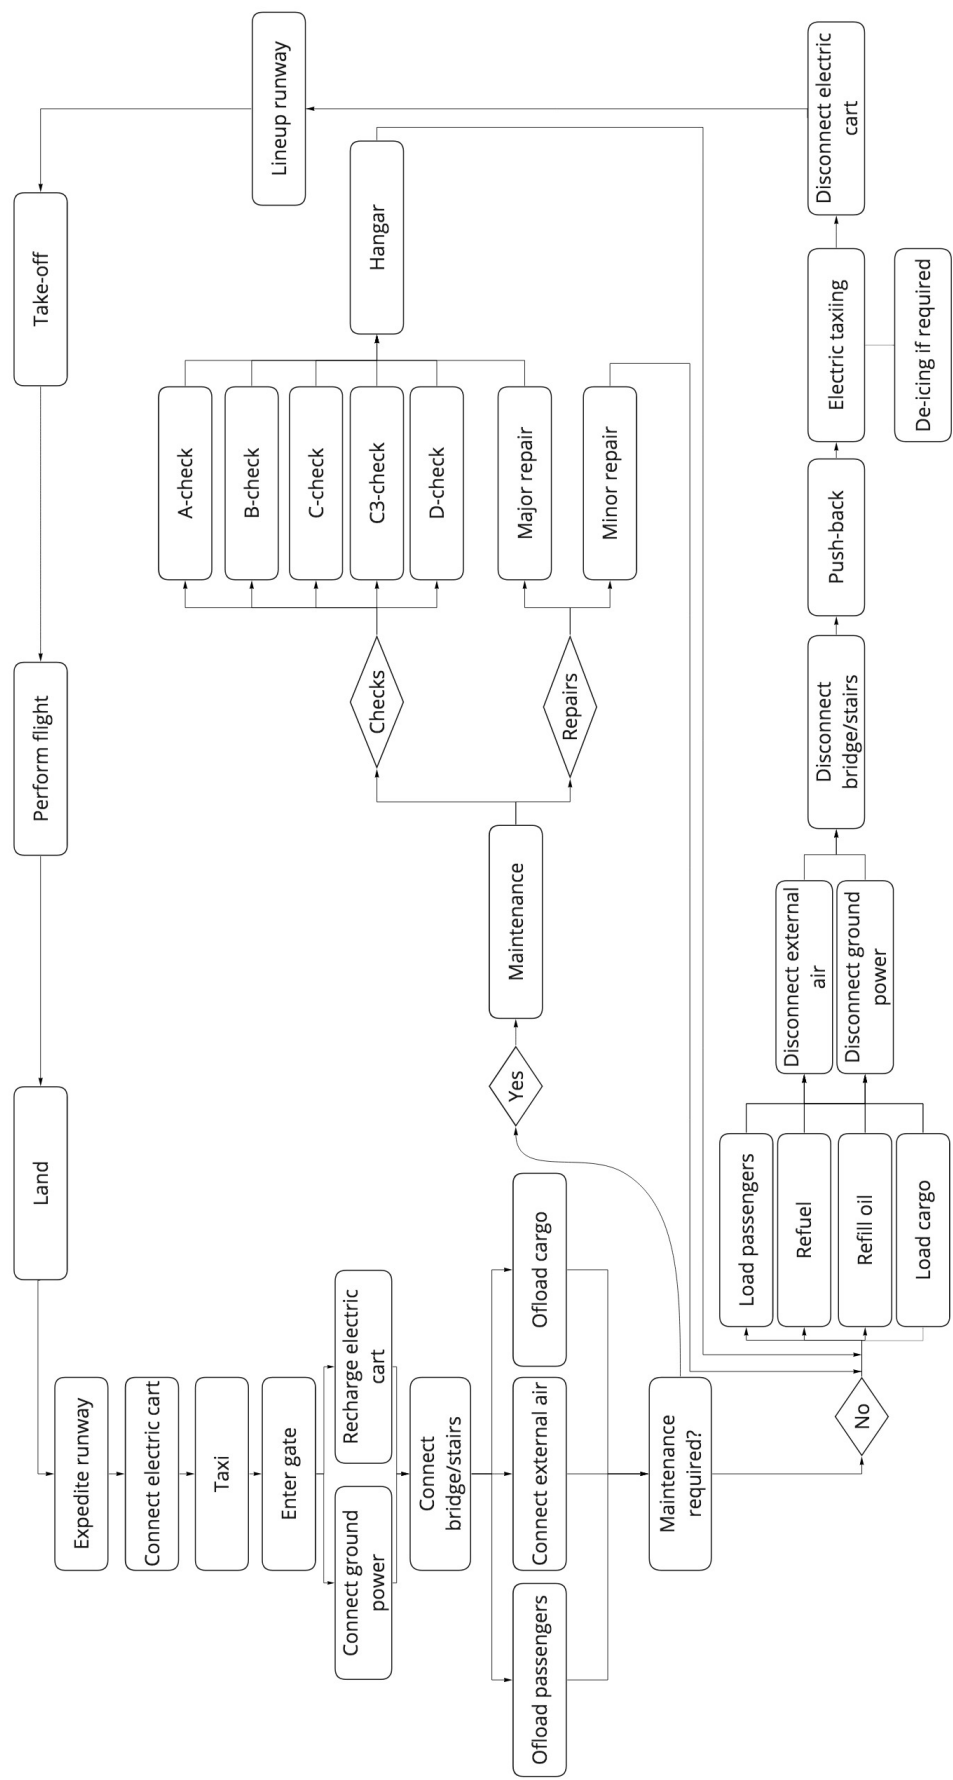 Land
Perform flight
Take-off
Expedite runway
Connect electric cart
Taxi
Enter gate
Connect ground
power
Recharge electric
cart
Connect
bridge/stairs
Ofload passengers
Connect external air
Ofload cargo
Maintenance
required?
Yes
Maintenance
Checks
Repairs
A-check
B-check
C-check
C3-check
D-check
Major repair
Minor repair
Hangar
Lineup runway
No
Load passengers
Refuel
Refill oil
Load cargo
Disconnect external
air
Disconnect ground
power
Disconnect
bridge/stairs
Push-back
Electric taxiing
De-icing if required
Disconnect electric
cart